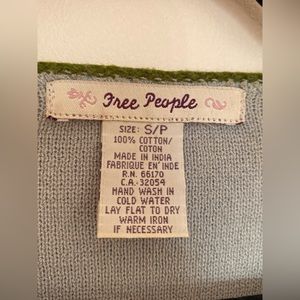 Free People
SIZE: S/P
100% COTTON/
COTON
MADE IN INDIA
FABRIQUE EN INDE
R.N. 66170
C.A.-32054
HAND WASH IN
COLD WATER
LAY FLAT TO DRY
WARM IRON
IF NECESSARY